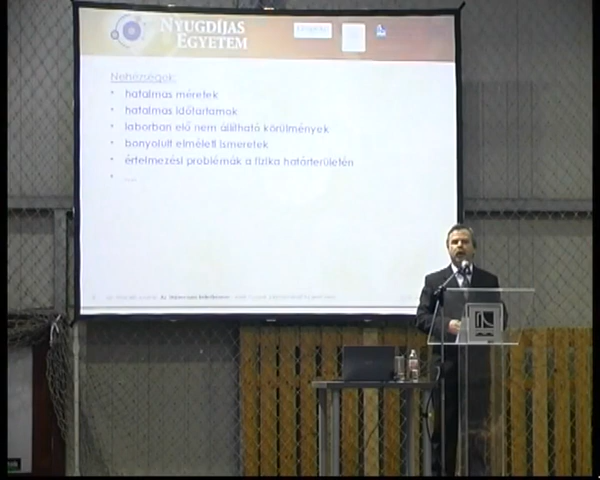 NYUGDÍJAS
EGYETEM
Nehézségek:
hatalmas méretek
hatalmas időtartamok
laborban elő nem állítható körülmények
bonyolult elméleti ismeretek
értelmezési problémák a fizika határterületén
....